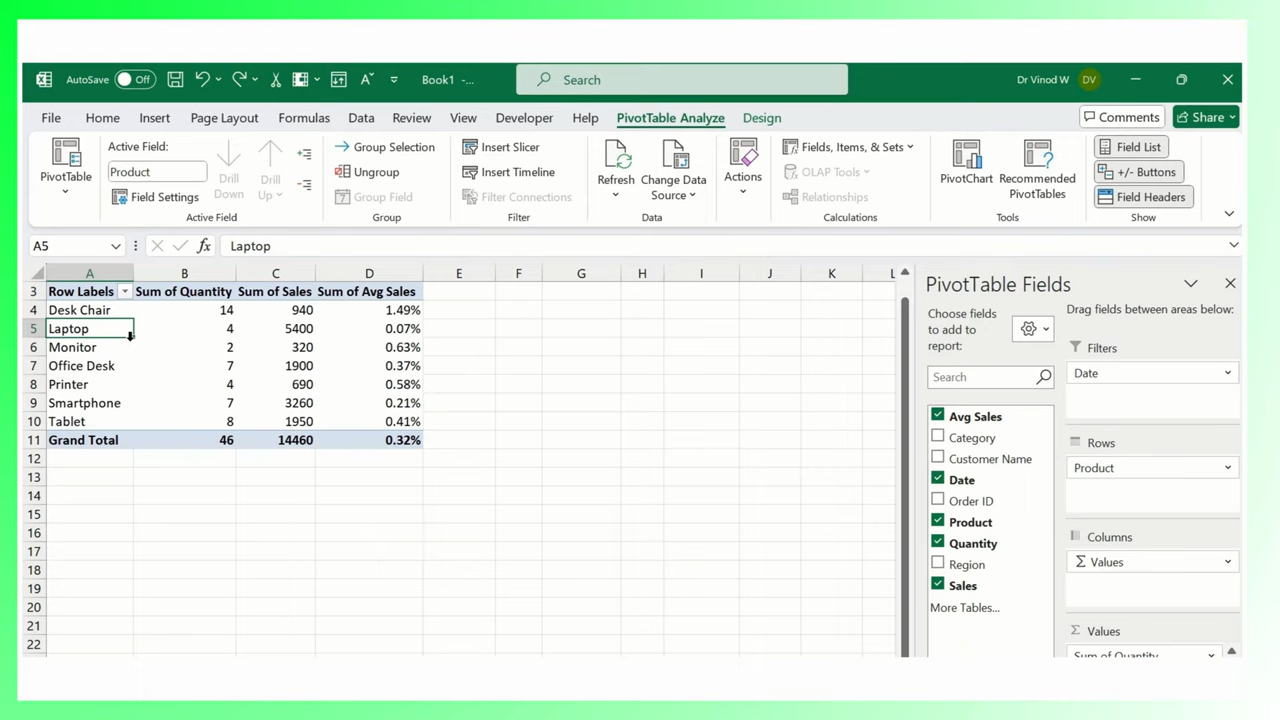 AutoSave Off Book1 -... Search Dr Vinod W DV
File Home Insert Page Layout Formulas Data Review View Developer Help PivotTable Analyze Design Comments Share
PivotTable
Active Field:
Product
Field Settings
Drill Down
Drill Up
Active Field
Group Selection
Ungroup
Group Field
Group
Insert Slicer
Insert Timeline
Filter Connections
Filter
Refresh
Change Data Source
Data
Actions
Fields, Items, & Sets
OLAP Tools
Relationships
Calculations
PivotChart
Recommended PivotTables
Tools
Field List
+/- Buttons
Field Headers
Show
A5 fx Laptop
A B C D E F G H I J K L
3 Row Labels Sum of Quantity Sum of Sales Sum of Avg Sales
4 Desk Chair 14 940 1.49%
5 Laptop 4 5400 0.07%
6 Monitor 2 320 0.63%
7 Office Desk 7 1900 0.37%
8 Printer 4 690 0.58%
9 Smartphone 7 3260 0.21%
10 Tablet 8 1950 0.41%
11 Grand Total 46 14460 0.32%
12
13
14
15
16
17
18
19
20
21
22
PivotTable Fields
Choose fields
to add to
report:
Search
Avg Sales
Category
Customer Name
Date
Order ID
Product
Quantity
Region
Sales
More Tables...
Drag fields between areas below:
Filters
Date
Rows
Product
Columns
Σ Values
Σ Values
Sum of Quantity